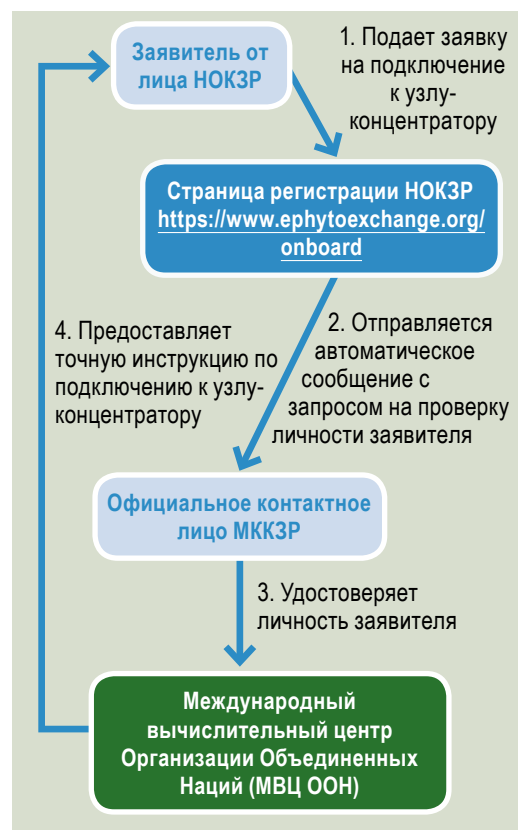 Заявитель от
лица НОКЗР
1. Подает заявку
на подключение
к узлу-
концентратору
Страница регистрации НОКЗР
https://www.ephytoexchange.org/
onboard
2. Отправляется
автоматическое
сообщение с
запросом на проверку
личности заявителя
4. Предоставляет
точную инструкцию по
подключению к узлу-
концентратору
Официальное контактное
лицо МККЗР
3. Удостоверяет
личность заявителя
Международный
вычислительный центр
Организации Объединенных
Наций (МВЦ ООН)